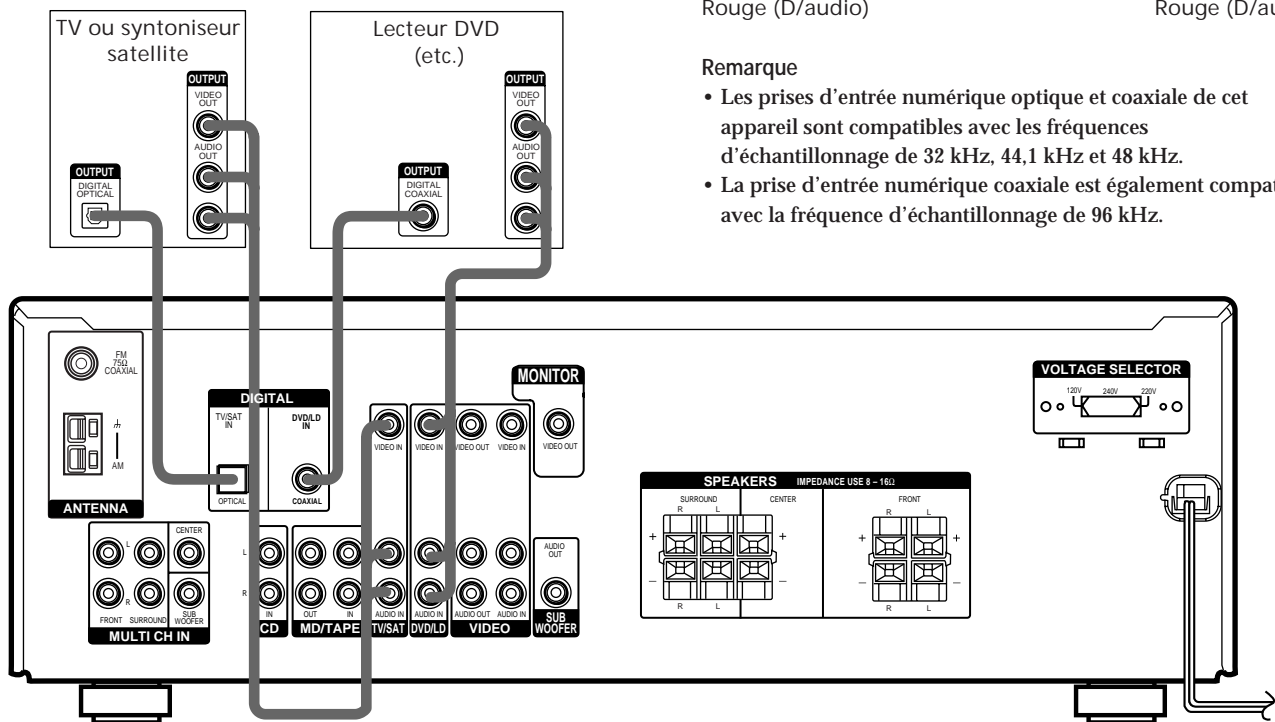 Rouge (D/audio)
Rouge (D/au
Remarque
• Les prises d'entrée numérique optique et coaxiale de cet
appareil sont compatibles avec les fréquences
d'échantillonnage de 32 kHz, 44,1 kHz et 48 kHz.
• La prise d'entrée numérique coaxiale est également compat
avec la fréquence d'échantillonnage de 96 kHz.
TV ou syntoniseur
satellite
OUTPUT
VIDEO
OUT
AUDIO
OUT
OUTPUT
DIGITAL
OPTICAL
Lecteur DVD
(etc.)
OUTPUT
VIDEO
OUT
AUDIO
OUT
OUTPUT
DIGITAL
COAXIAL
FM
75Ω
COAXIAL
AM
ANTENNA
DIGITAL
TV/SAT
IN
OPTICAL
DVD/LD
IN
COAXIAL
MONITOR
VIDEO IN
VIDEO IN
VIDEO OUT
VIDEO IN
VIDEO OUT
VOLTAGE SELECTOR
120V
240V
220V
SPEAKERS
IMPEDANCE USE 8 – 16Ω
SURROUND
R
L
CENTER
FRONT
R
L
+
+
+
+
–
–
–
–
R
L
R
L
CENTER
L
R
FRONT
SURROUND
SUB
WOOFER
MULTI CH IN
L
R
IN
CD
OUT
IN
MD/TAPE
AUDIO IN
TV/SAT
AUDIO IN
DVD/LD
AUDIO OUT
AUDIO IN
VIDEO
AUDIO
OUT
SUB
WOOFER